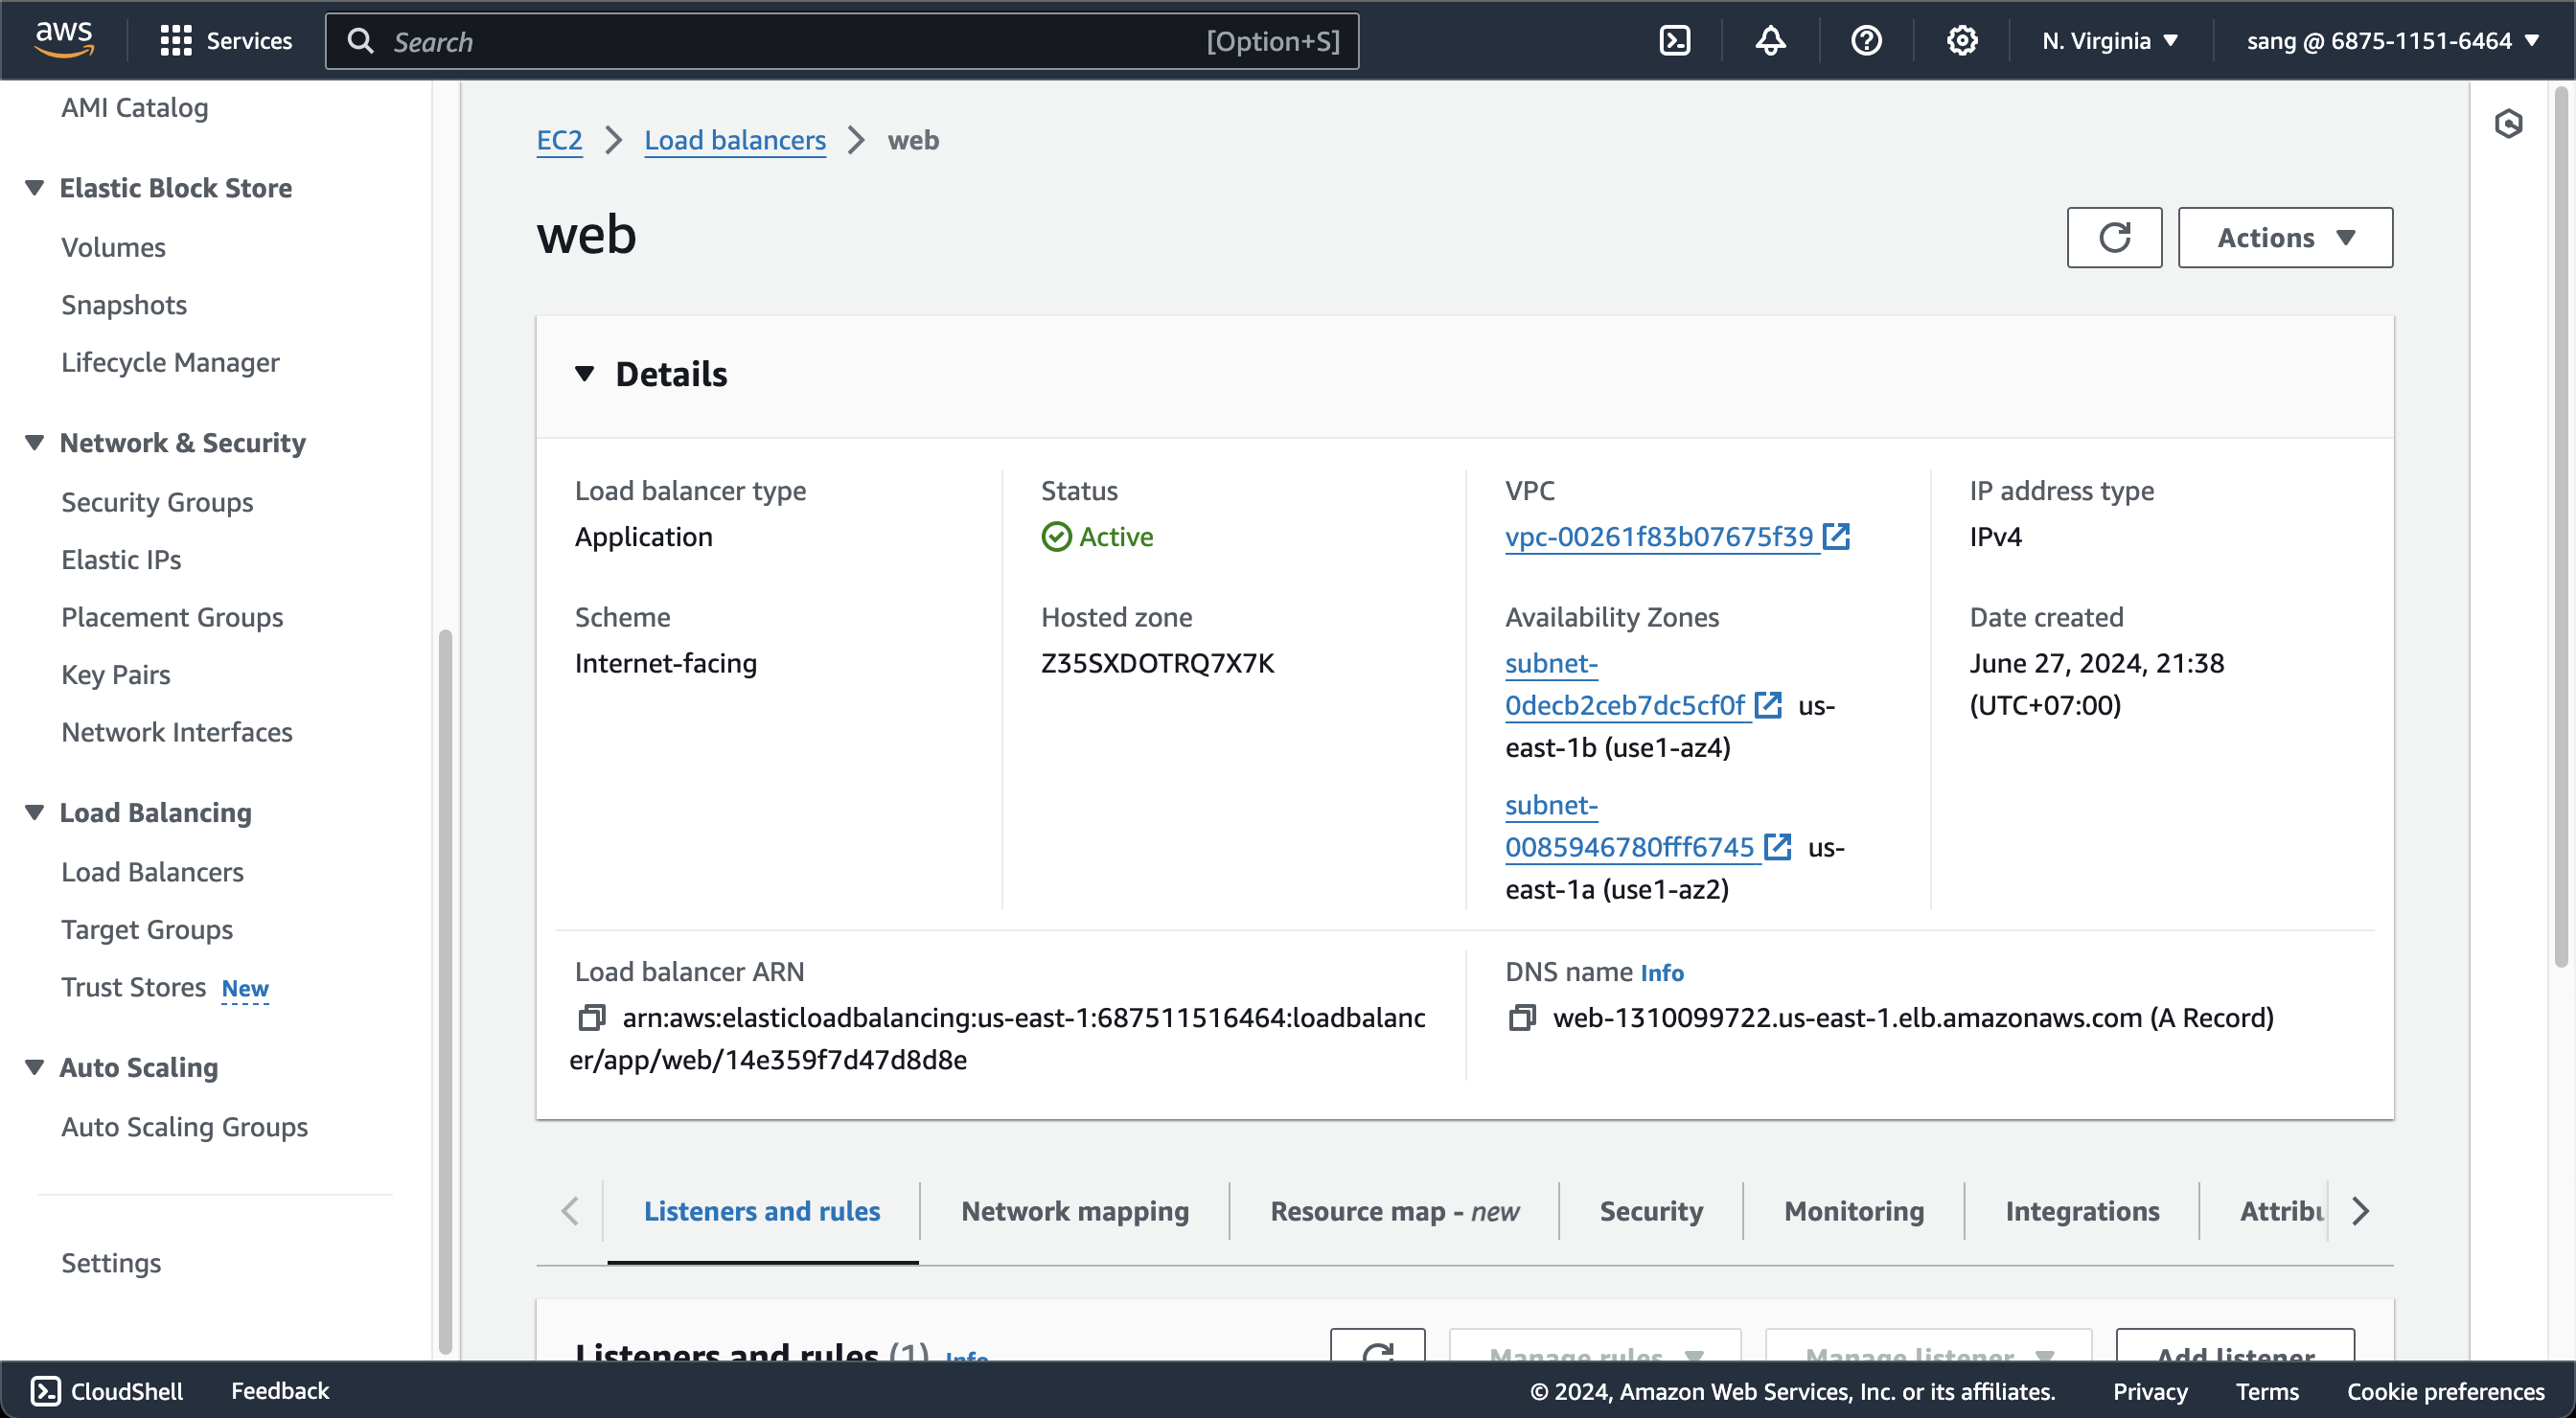 aws
Services
Search [Option+S]
N. Virginia
sang @ 6875-1151-6464
AMI Catalog
Elastic Block Store
Volumes
Snapshots
Lifecycle Manager
Network & Security
Security Groups
Elastic IPs
Placement Groups
Key Pairs
Network Interfaces
Load Balancing
Load Balancers
Target Groups
Trust Stores New
Auto Scaling
Auto Scaling Groups
Settings
EC2 Load balancers web
web
Actions
Details
Load balancer type
Application
Status
Active
VPC
vpc-00261f83b07675f39
IP address type
IPv4
Scheme
Internet-facing
Hosted zone
Z35SXDOTRQ7X7K
Availability Zones
subnet-
0decb2ceb7dc5cf0f us-
east-1b (use1-az4)
subnet-
0085946780fff6745 us-
east-1a (use1-az2)
Date created
June 27, 2024, 21:38
(UTC+07:00)
Load balancer ARN
arn:aws:elasticloadbalancing:us-east-1:687511516464:loadbalanc
er/app/web/14e359f7d47d8d8e
DNS name Info
web-1310099722.us-east-1.elb.amazonaws.com (A Record)
Listeners and rules
Network mapping
Resource map - new
Security
Monitoring
Integrations
Attribu
Listeners and rules (1) Info
Manage rules
Manage listener
Add listener
CloudShell
Feedback
© 2024, Amazon Web Services, Inc. or its affiliates.
Privacy
Terms
Cookie preferences